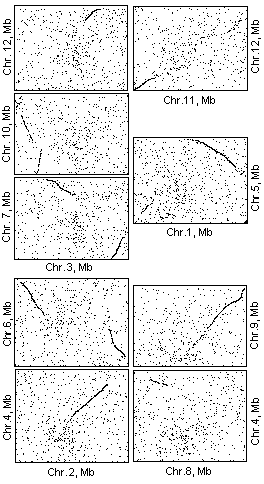 Chr. 12, Mb
Chr. 12, Mb
Chr.11, Mb
Chr. 10, Mb
Chr. 7, Mb
Chr. 5, Mb
Chr.1, Mb
Chr.3, Mb
Chr.6, Mb
Chr. 9, Mb
Chr.4, Mb
Chr.4, Mb
Chr.2, Mb
Chr.8, Mb